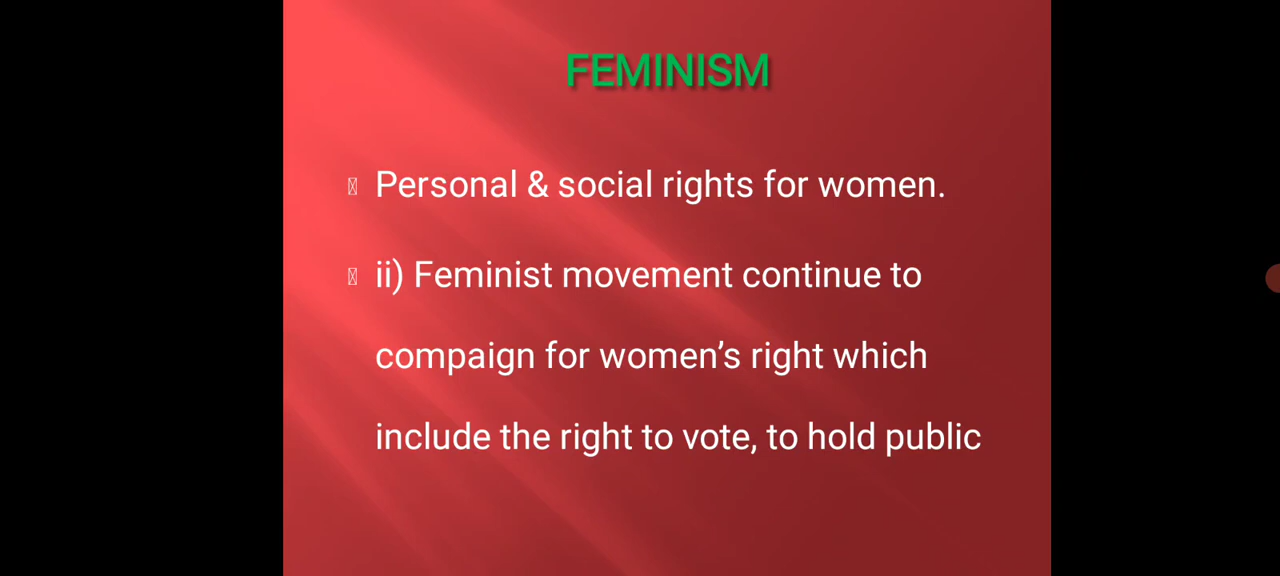 FEMINISM
Personal & social rights for women.
ii) Feminist movement continue to
compaign for women’s right which
include the right to vote, to hold public